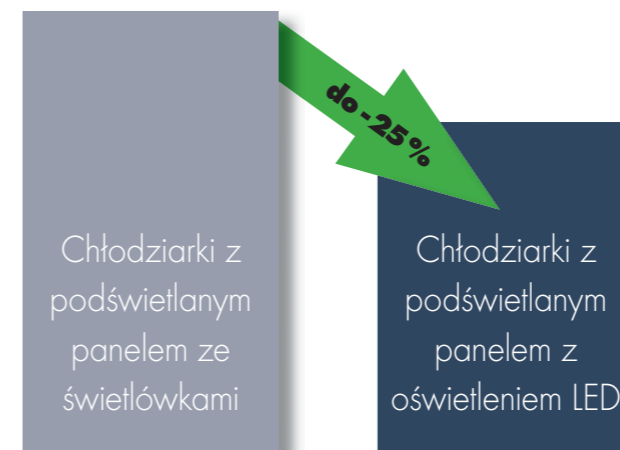 do -25%
Chłodziarki z
podświetlanym
panelem ze
świetlówkami
Chłodziarki z
podświetlanym
panelem z
oświetleniem LED